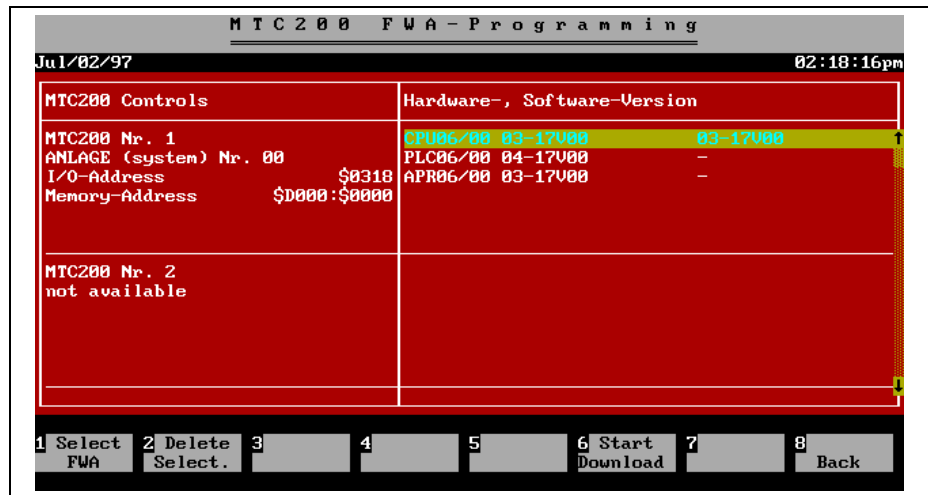 MTC200 FWA-Programming
Jul/02/97 02:18:16pm
MTC200 Controls Hardware-, Software-Version
MTC200 Nr. 1 CPU06/00 03-17V00 03-17V00
ANLAGE (system) Nr. 00 PLC06/00 04-17V00 -
I/O-Address $0318 APR06/00 03-17V00 -
Memory-Address $D000:$0000
MTC200 Nr. 2
not available
1 Select 2 Delete 3 4 5 6 Start 7 8
FWA Select. Download Back